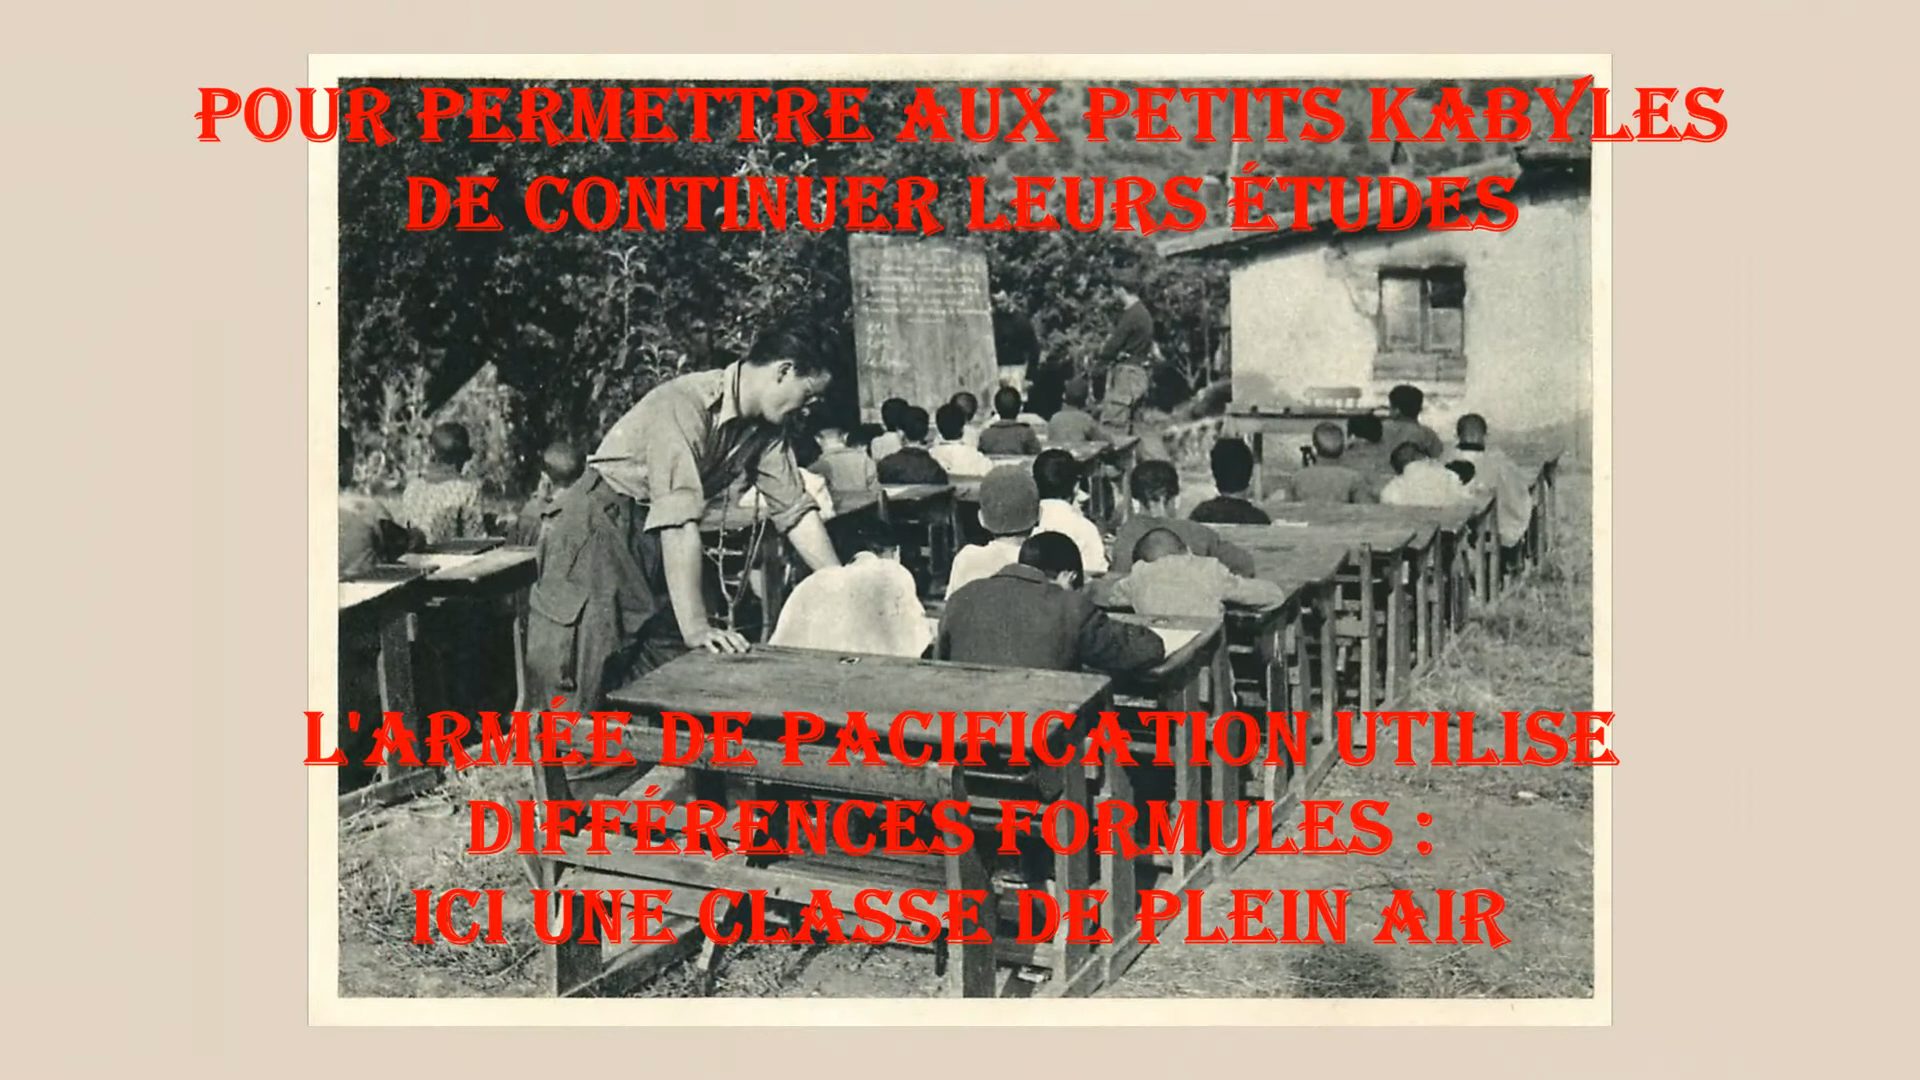 POUR PERMETTRE AUX PETITS KABYLES
DE CONTINUER LEURS ÉTUDES
L'ARMÉE DE PACIFICATION UTILISE
DIFFÉRENCES FORMULES :
ICI UNE CLASSE DE PLEIN AIR